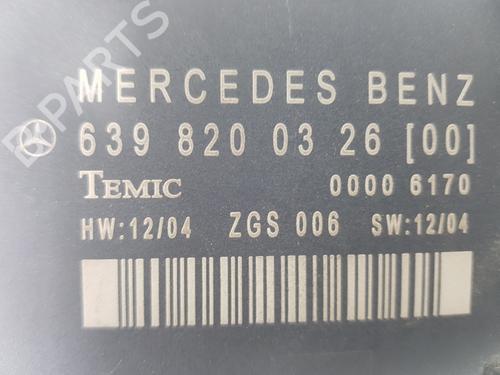 MERCEDES BENZ
639 820 03 26 [00]
TEMIC 0000 6170
HW:12/04 ZGS 006 SW:12/04
B PARTS